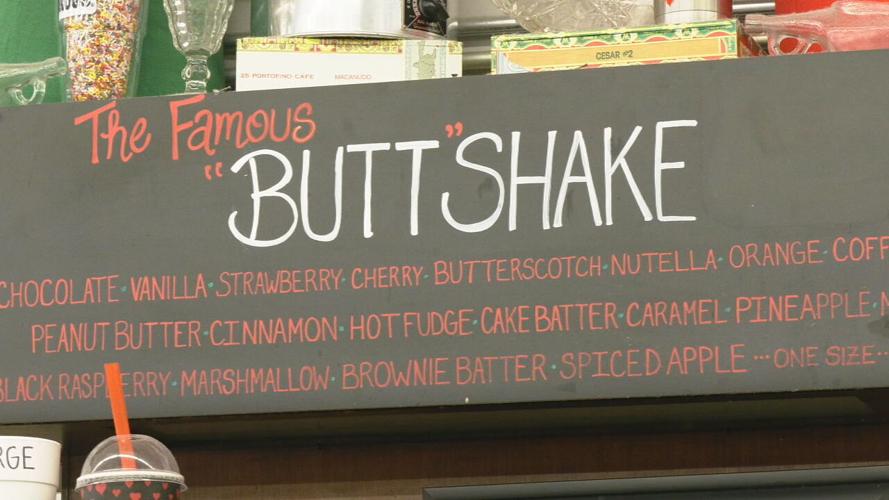 25 PORTOFINO CAFE MACANUDO
CESAR #2
The Famous
"BUTT" SHAKE
CHOCOLATE · VANILLA · STRAWBERRY · CHERRY · BUTTERSCOTCH · NUTELLA · ORANGE · COFF
PEANUT BUTTER · CINNAMON · HOT FUDGE · CAKE BATTER · CARAMEL · PINEAPPLE ·
BLACK RASPBERRY · MARSHMALLOW · BROWNIE BATTER · SPICED APPLE ... ONE SIZE ...
RGE